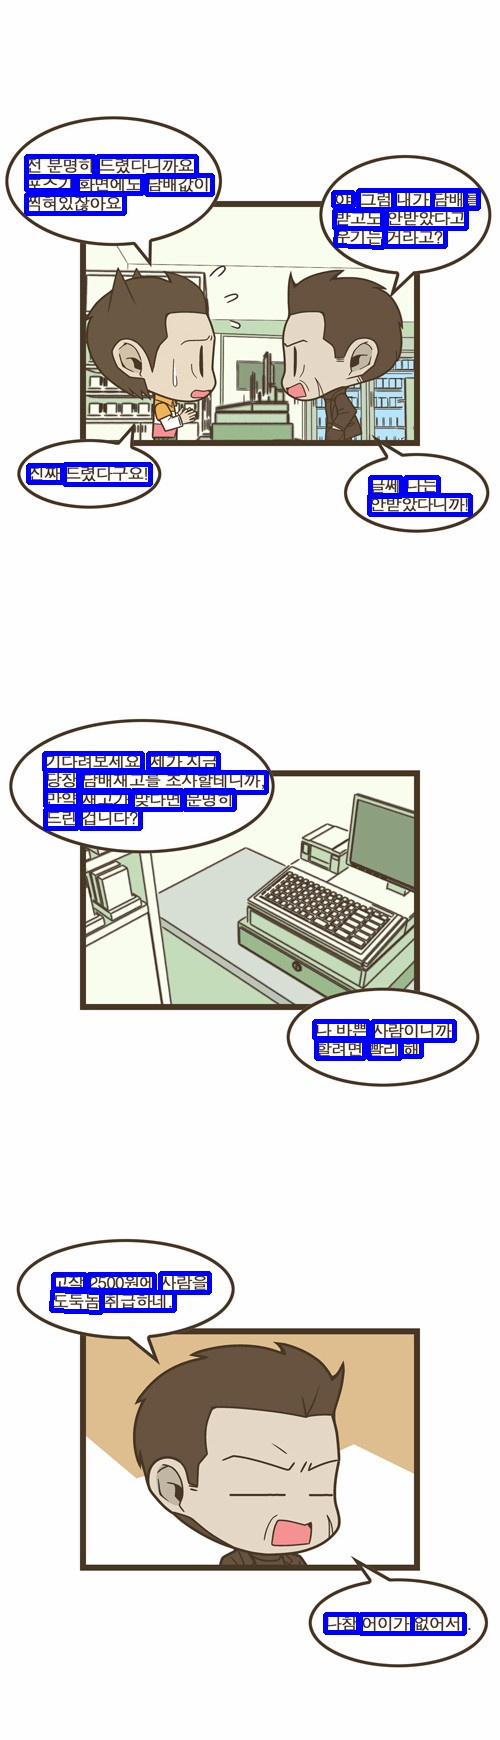 전 분명히 드렸다니까요
포스기 화면에도 담배값이
찍혀있잖아요
야! 그럼 내가 담배를
받고도 안받았다고
우기는 거라고?
진짜 드렸다구요!
글쎄 나는
안받았다니까!
기다려보세요 제가 지금
당장 담배재고를 조사할테니까,
만약 재고가 맞다면 분명히
드린 겁니다?
나 바쁜 사람이니까
할려면 빨리 해
고작 2500원에 사람을
도둑놈 취급하네.
나참 어이가 없어서.